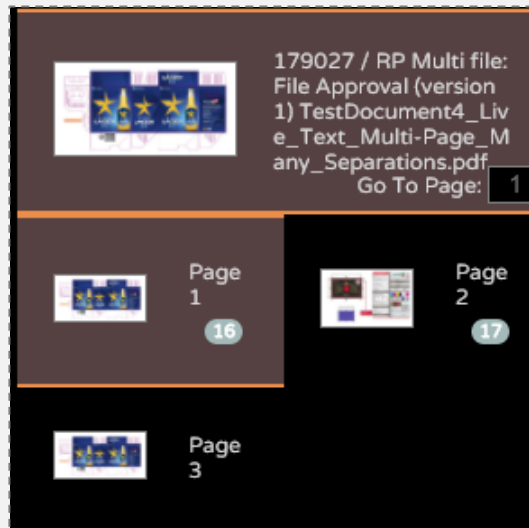 179027 / RP Multi file:
File Approval (version
1) TestDocument4_Liv
e_Text_Multi-Page_M
any_Separations.pdf
Go To Page: 1
Page
1
16
Page
2
17
Page
3